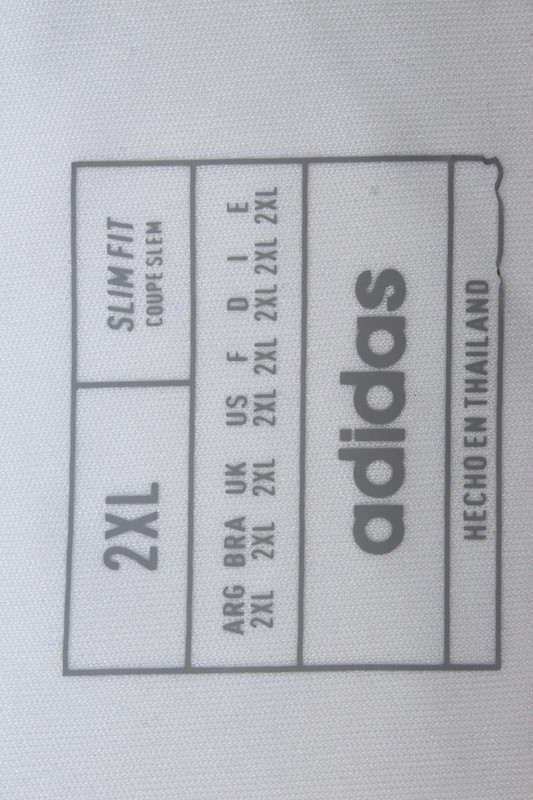 2XL
SLIM FIT
COUPE SLEM
ARG BRA UK US F D I E
2XL 2XL 2XL 2XL 2XL 2XL 2XL 2XL
adidas
HECHO EN THAILAND